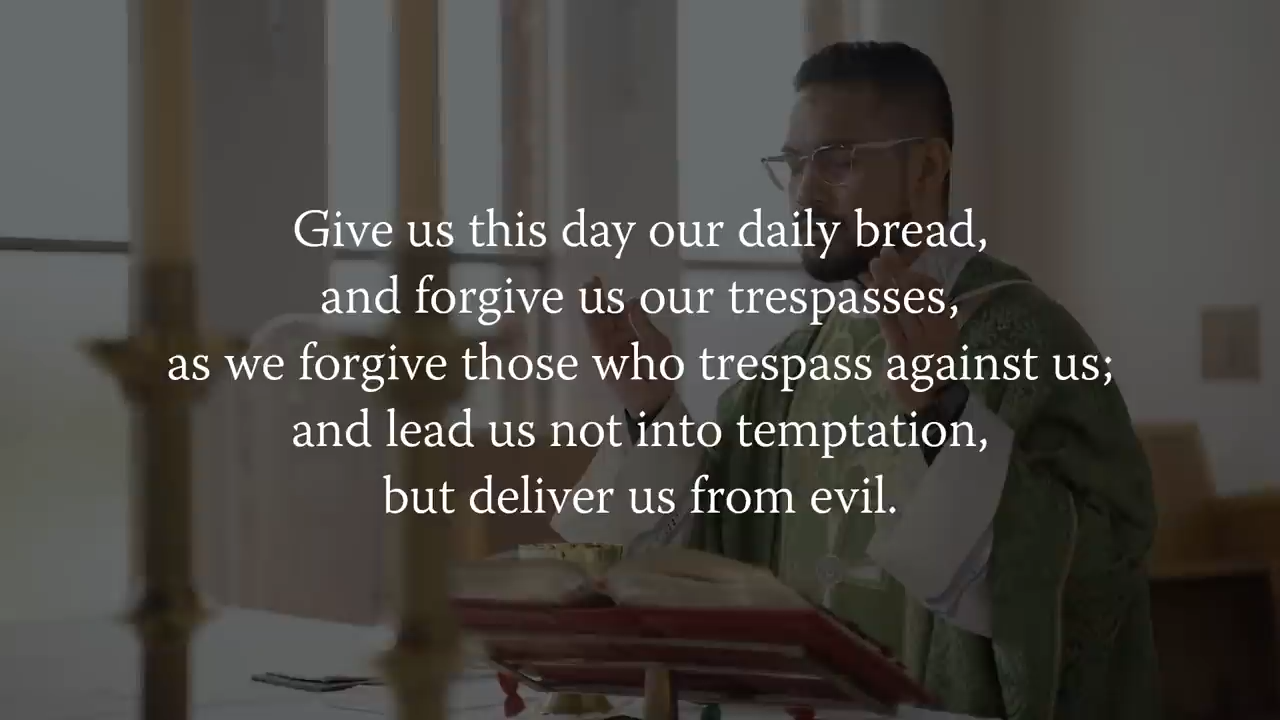 Give us this day our daily bread,
and forgive us our trespasses,
as we forgive those who trespass against us;
and lead us not into temptation,
but deliver us from evil.